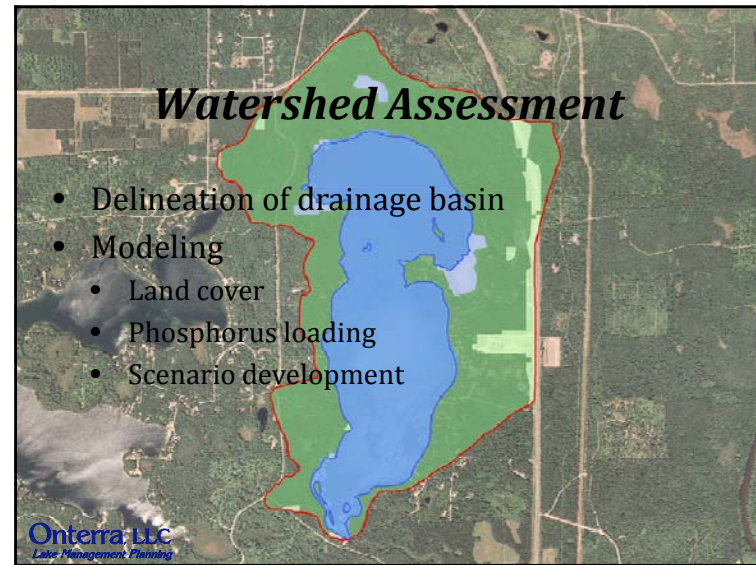 Watershed Assessment
• Delineation of drainage basin
• Modeling
• Land cover
• Phosphorus loading
• Scenario development
Onterra, LLC
Lake Management Planning